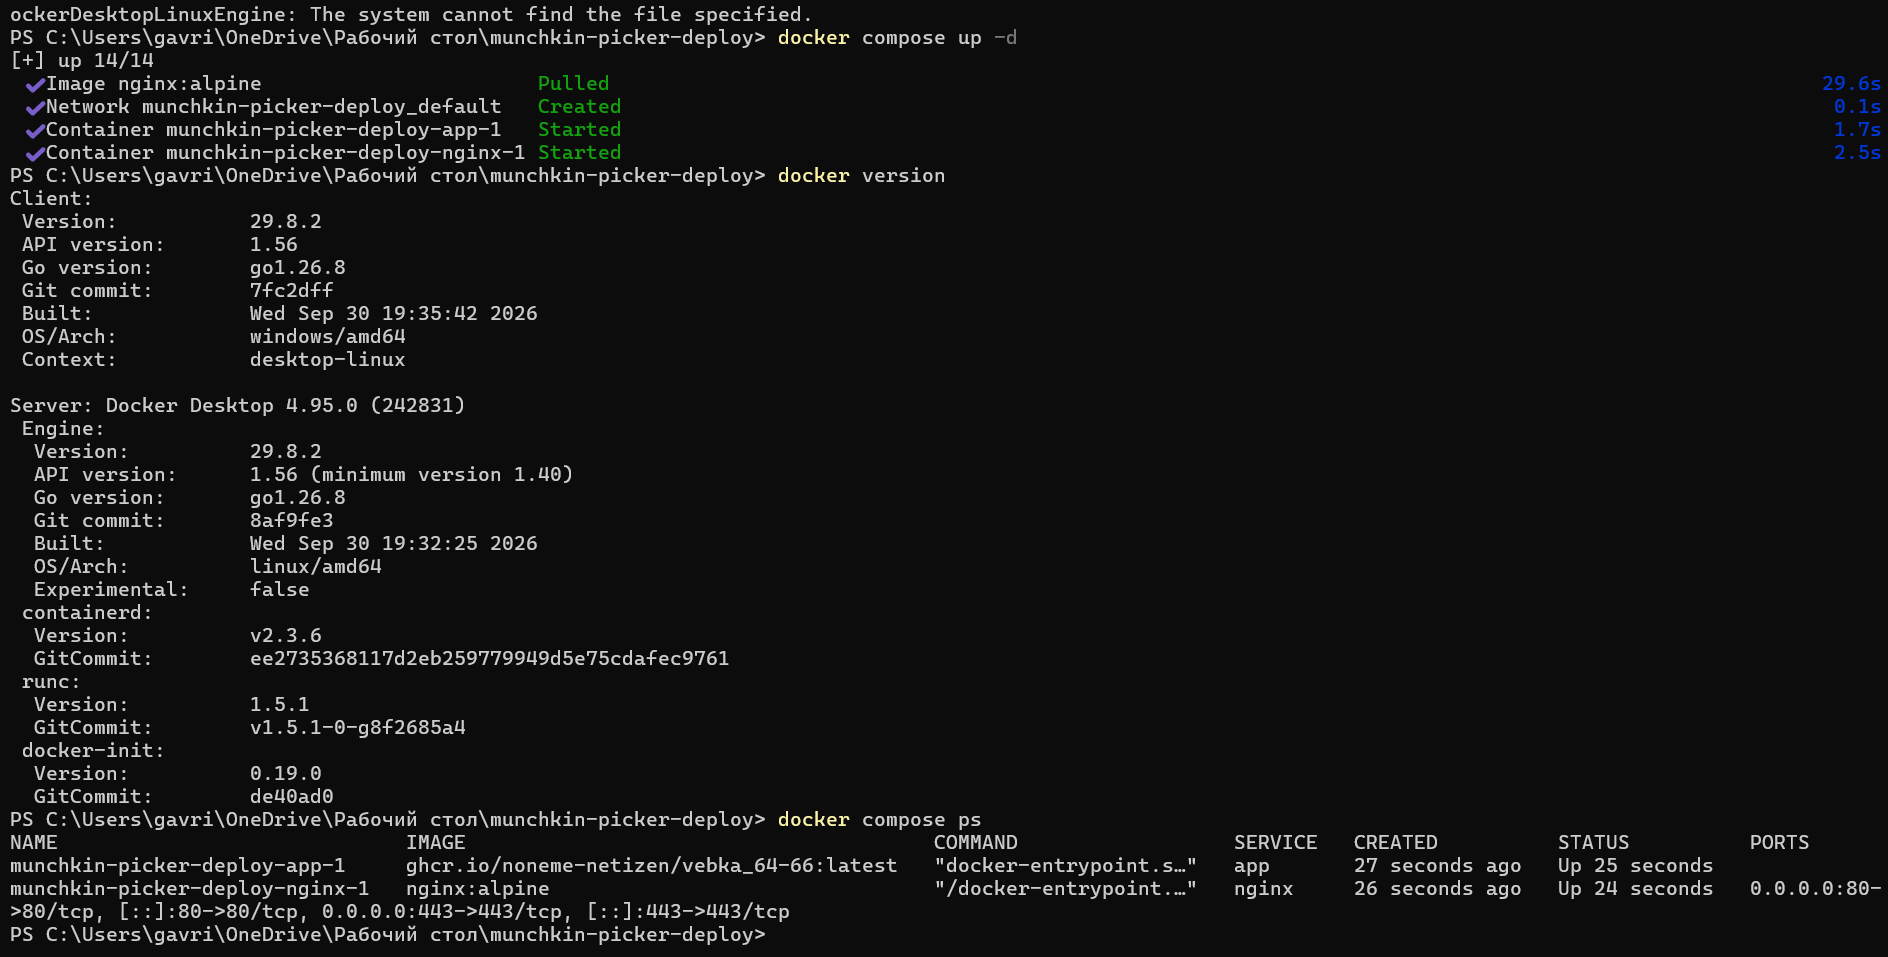 ockerDesktopLinuxEngine: The system cannot find the file specified.
PS C:\Users\gavri\OneDrive\Рабочий стол\munchkin-picker-deploy> docker compose up -d
[+] up 14/14
✔Image nginx:alpine Pulled 29.6s
✔Network munchkin-picker-deploy_default Created 0.1s
✔Container munchkin-picker-deploy-app-1 Started 1.7s
✔Container munchkin-picker-deploy-nginx-1 Started 2.5s
PS C:\Users\gavri\OneDrive\Рабочий стол\munchkin-picker-deploy> docker version
Client:
Version: 29.8.2
API version: 1.56
Go version: go1.26.8
Git commit: 7fc2dff
Built: Wed Sep 30 19:35:42 2026
OS/Arch: windows/amd64
Context: desktop-linux
Server: Docker Desktop 4.95.0 (242831)
Engine:
Version: 29.8.2
API version: 1.56 (minimum version 1.40)
Go version: go1.26.8
Git commit: 8af9fe3
Built: Wed Sep 30 19:32:25 2026
OS/Arch: linux/amd64
Experimental: false
containerd:
Version: v2.3.6
GitCommit: ee2735368117d2eb259779949d5e75cdafec9761
runc:
Version: 1.5.1
GitCommit: v1.5.1-0-g8f2685a4
docker-init:
Version: 0.19.0
GitCommit: de40ad0
PS C:\Users\gavri\OneDrive\Рабочий стол\munchkin-picker-deploy> docker compose ps
NAME IMAGE COMMAND SERVICE CREATED STATUS PORTS
munchkin-picker-deploy-app-1 ghcr.io/noneme-netizen/vebka_64-66:latest "docker-entrypoint.s…" app 27 seconds ago Up 25 seconds
munchkin-picker-deploy-nginx-1 nginx:alpine "/docker-entrypoint.…" nginx 26 seconds ago Up 24 seconds 0.0.0.0:80-
>80/tcp, [::]:80->80/tcp, 0.0.0.0:443->443/tcp, [::]:443->443/tcp
PS C:\Users\gavri\OneDrive\Рабочий стол\munchkin-picker-deploy>